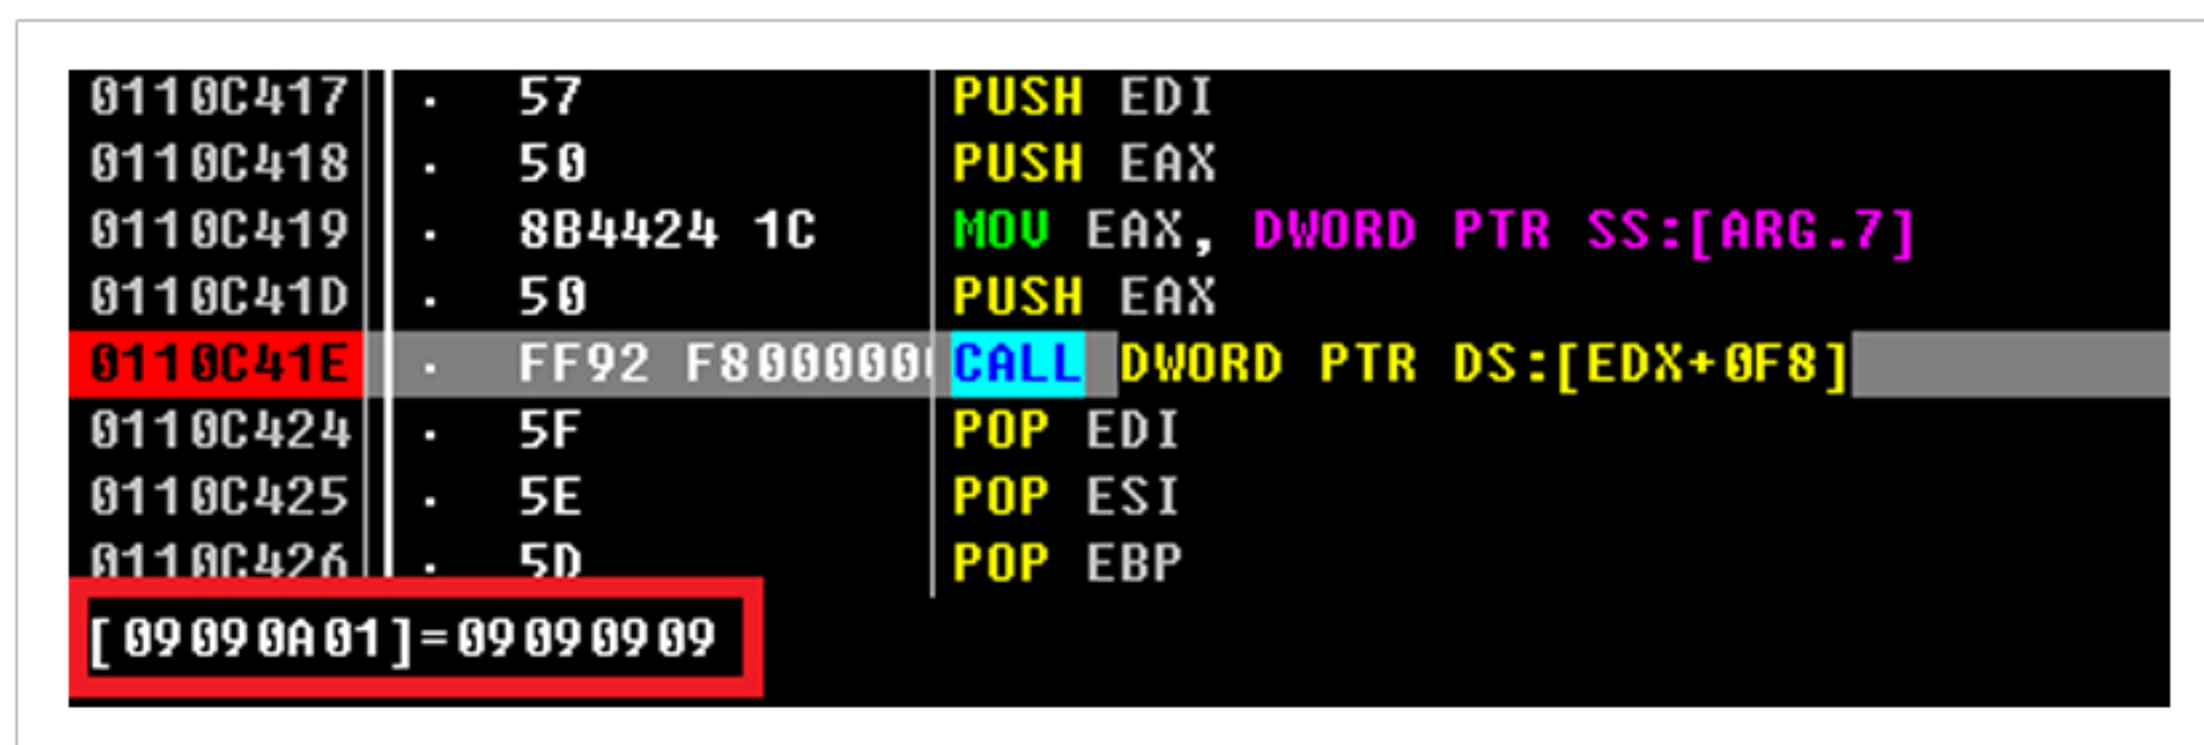 0110C417 · 57 PUSH EDI
0110C418 · 50 PUSH EAX
0110C419 · 8B4424 1C MOV EAX, DWORD PTR SS:[ARG.7]
0110C41D · 50 PUSH EAX
0110C41E · FF92 F800000 CALL DWORD PTR DS:[EDX+0F8]
0110C424 · 5F POP EDI
0110C425 · 5E POP ESI
0110C426 · 5D POP EBP
[09090A01]=09090909